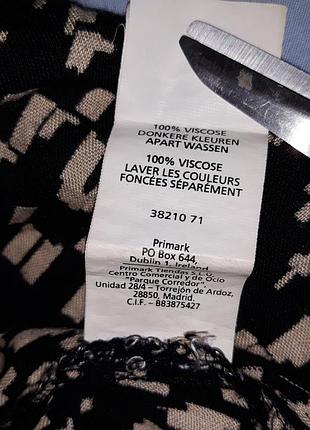 100% VISCOSE
DONKERE KLEUREN
APART WASSEN
100% VISCOSE
LAVER LES COULEURS
FONCÉES SÉPARÉMENT
38210 71
Primark
PO Box 644,
Dublin 1, Ireland
Primark Tiendas S.L.U.
Centro Comercial y de Ocio
"Parque Corredor",
Unidad 28/4 – Torrejón de Ardoz,
28850, Madrid.
C.I.F. – B83875427